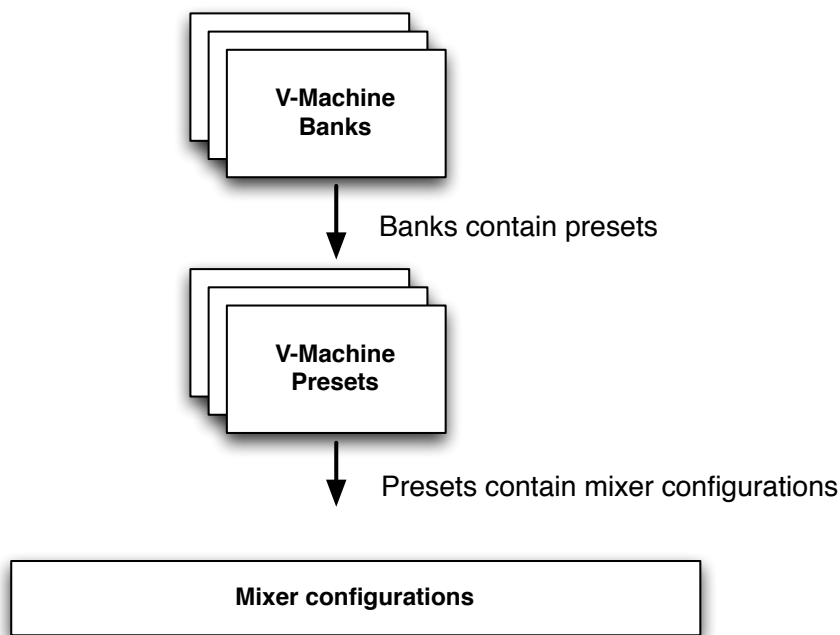 V-Machine
Banks
Banks contain presets
V-Machine
Presets
Presets contain mixer configurations
Mixer configurations